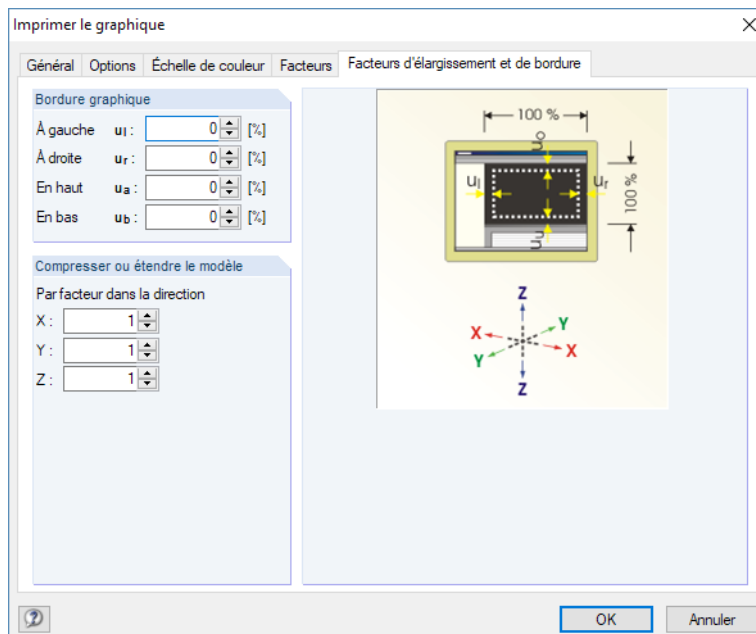 Imprimer le graphique
Général Options Échelle de couleur Facteurs Facteurs d'élargissement et de bordure
Bordure graphique
À gauche ul : 0 [%]
À droite ur : 0 [%]
En haut ua : 0 [%]
En bas ub : 0 [%]
Compresser ou étendre le modèle
Par facteur dans la direction
X : 1
Y : 1
Z : 1
100 %
uo
ul
ur
100 %
uu
Z
X
Y
Y
X
Z
OK Annuler